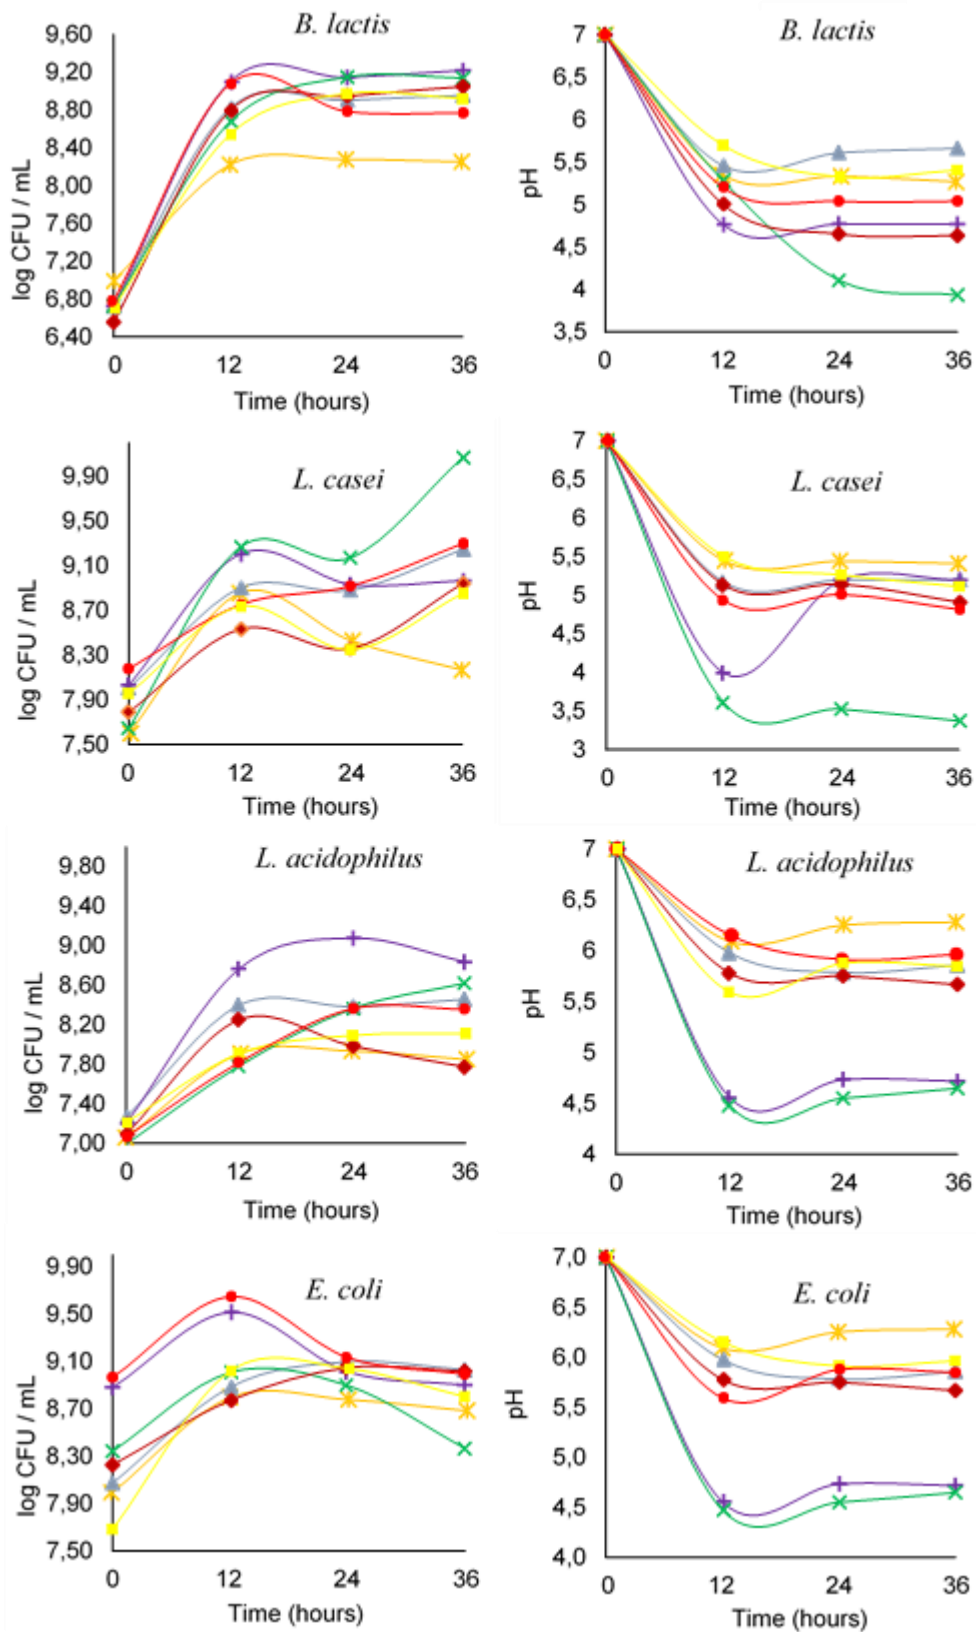 B. lactis
9,60
9,20
8,80
8,40
8,00
7,60
7,20
6,80
6,40
log CFU / mL
0 12 24 36
Time (hours)
B. lactis
7
6,5
6
5,5
5
4,5
4
3,5
pH
0 12 24 36
Time (hours)
L. casei
9,90
9,50
9,10
8,70
8,30
7,90
7,50
log CFU / mL
0 12 24 36
Time (hours)
L. casei
7
6,5
6
5,5
5
4,5
4
3,5
3
pH
0 12 24 36
Time (hours)
L. acidophilus
9,80
9,40
9,00
8,60
8,20
7,80
7,40
7,00
log CFU / mL
0 12 24 36
Time (hours)
L. acidophilus
7
6,5
6
5,5
5
4,5
4
pH
0 12 24 36
Time (hours)
E. coli
9,90
9,50
9,10
8,70
8,30
7,90
7,50
log CFU / mL
0 12 24 36
Time (hours)
E. coli
7,0
6,5
6,0
5,5
5,0
4,5
4,0
pH
0 12 24 36
Time (hours)